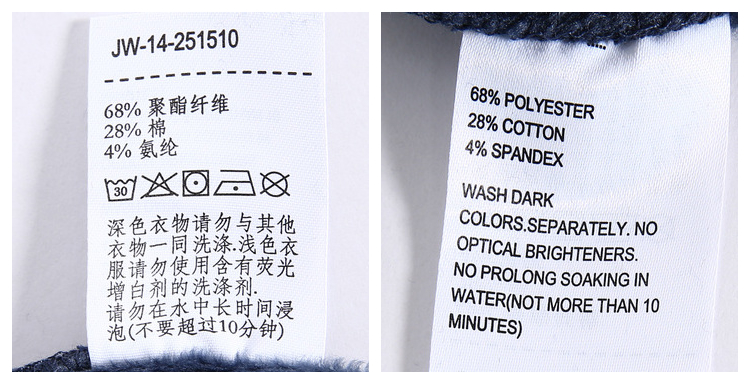 JW-14-251510
68% 聚酯纤维
28% 棉
4% 氨纶
30
深色衣物请勿与其他
衣物一同洗涤.浅色衣
服请勿使用含有荧光
增白剂的洗涤剂.
请勿在水中长时间浸
泡(不要超过10分钟)
68% POLYESTER
28% COTTON
4% SPANDEX
WASH DARK
COLORS.SEPARATELY. NO
OPTICAL BRIGHTENERS.
NO PROLONG SOAKING IN
WATER(NOT MORE THAN 10
MINUTES)